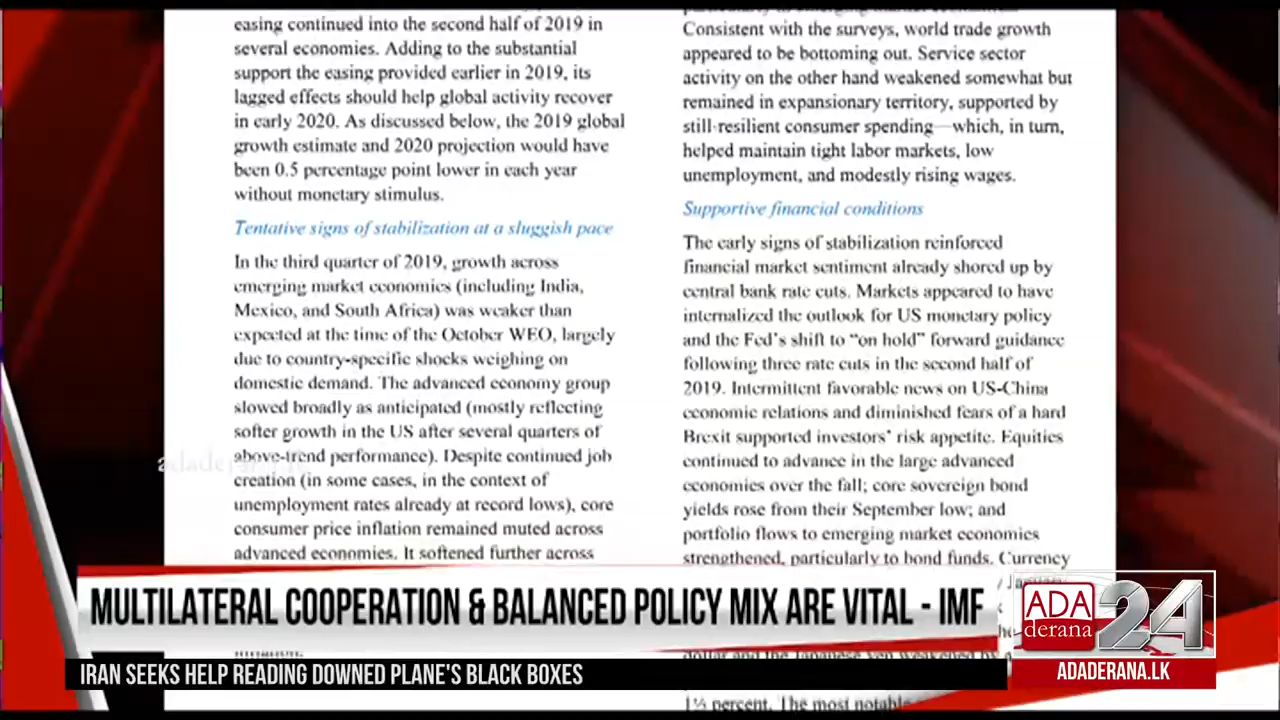 easing continued into the second half of 2019 in
several economies. Adding to the substantial
support the easing provided earlier in 2019, its
lagged effects should help global activity recover
in early 2020. As discussed below, the 2019 global
growth estimate and 2020 projection would have
been 0.5 percentage point lower in each year
without monetary stimulus.
Tentative signs of stabilization at a sluggish pace
In the third quarter of 2019, growth across
emerging market economies (including India,
Mexico, and South Africa) was weaker than
expected at the time of the October WEO, largely
due to country-specific shocks weighing on
domestic demand. The advanced economy group
slowed broadly as anticipated (mostly reflecting
softer growth in the US after several quarters of
above-trend performance). Despite continued job
creation (in some cases, in the context of
unemployment rates already at record lows), core
consumer price inflation remained muted across
advanced economies. It softened further across
Consistent with the surveys, world trade growth
appeared to be bottoming out. Service sector
activity on the other hand weakened somewhat but
remained in expansionary territory, supported by
still-resilient consumer spending—which, in turn,
helped maintain tight labor markets, low
unemployment, and modestly rising wages.
Supportive financial conditions
The early signs of stabilization reinforced
financial market sentiment already shored up by
central bank rate cuts. Markets appeared to have
internalized the outlook for US monetary policy
and the Fed's shift to “on hold” forward guidance
following three rate cuts in the second half of
2019. Intermittent favorable news on US-China
economic relations and diminished fears of a hard
Brexit supported investors' risk appetite. Equities
continued to advance in the large advanced
economies over the fall; core sovereign bond
yields rose from their September low; and
portfolio flows to emerging market economies
strengthened, particularly to bond funds. Currency
1¼ percent. The most notable
MULTILATERAL COOPERATION & BALANCED POLICY MIX ARE VITAL - IMF
IRAN SEEKS HELP READING DOWNED PLANE'S BLACK BOXES
ADA
derana
24
ADADERANA.LK